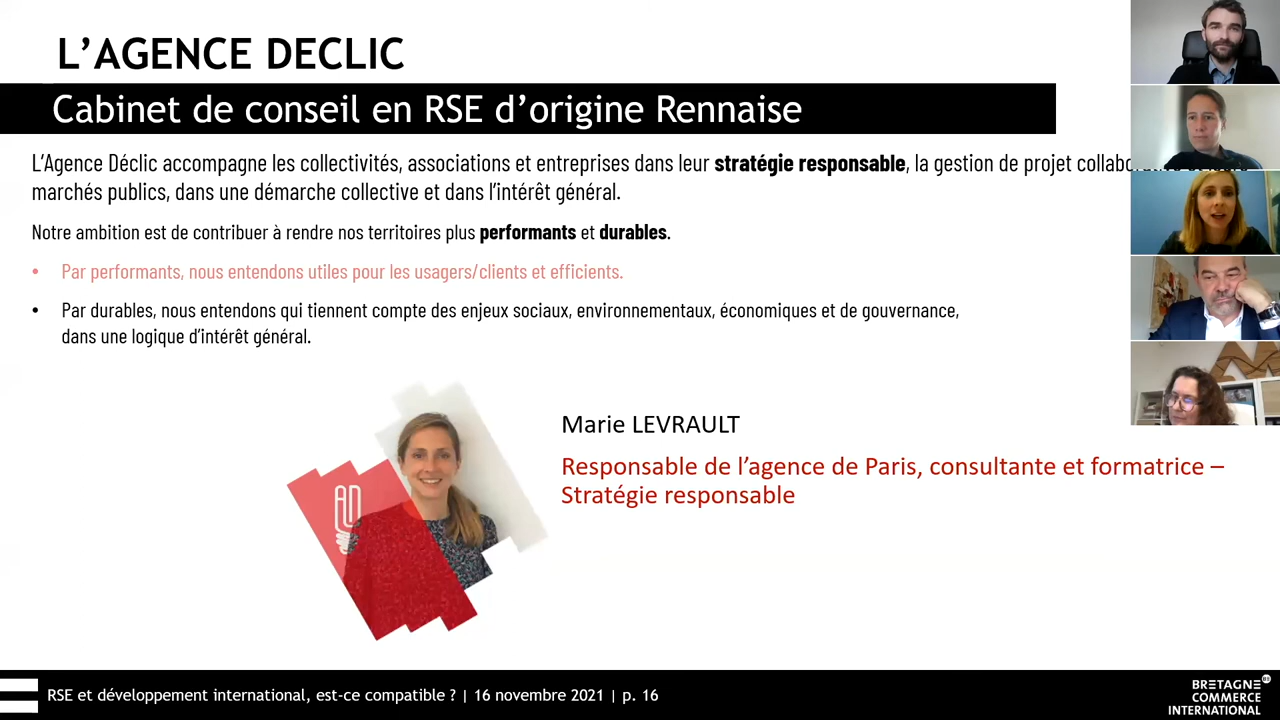 L'AGENCE DECLIC
Cabinet de conseil en RSE d'origine Rennaise
L'Agence Déclic accompagne les collectivités, associations et entreprises dans leur stratégie responsable, la gestion de projet
marchés publics, dans une démarche collective et dans l'intérêt général.
Notre ambition est de contribuer à rendre nos territoires plus performants et durables.
• Par performants, nous entendons utiles pour les usagers/clients et efficients.
• Par durables, nous entendons qui tiennent compte des enjeux sociaux, environnementaux, économiques et de gouvernance,
dans une logique d'intérêt général.
Marie LEVRAULT
Responsable de l'agence de Paris, consultante et formatrice –
Stratégie responsable
RSE et développement international, est-ce compatible ? | 16 novembre 2021 | p. 16
BRETAGNE
COMMERCE
INTERNATIONAL